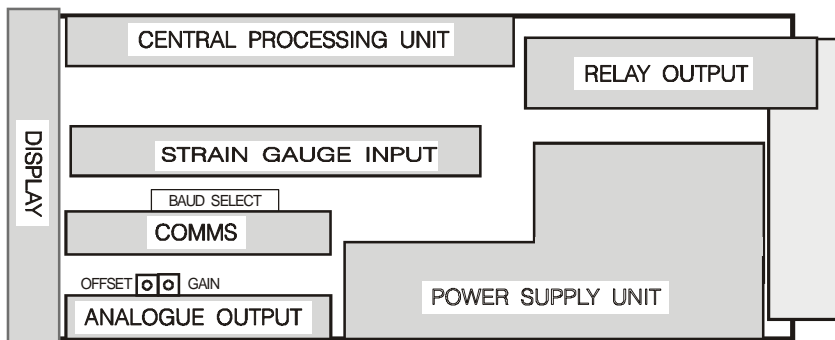 CENTRAL PROCESSING UNIT
RELAY OUTPUT
DISPLAY
STRAIN GAUGE INPUT
BAUD SELECT
COMMS
OFFSET GAIN
POWER SUPPLY UNIT
ANALOGUE OUTPUT